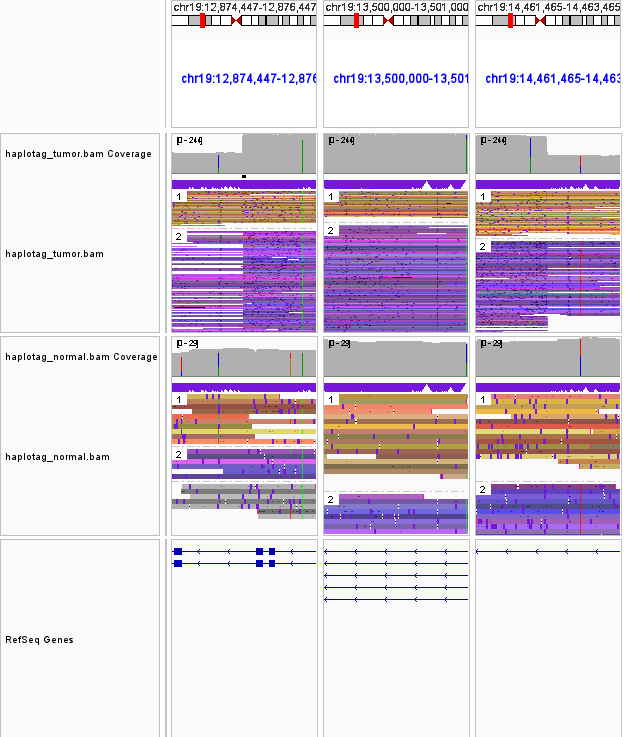 chr19:12,874,447-12,876,447 chr19:13,500,000-13,501,000 chr19:14,461,465-14,463,465
chr19:12,874,447-12,876 chr19:13,500,000-13,501 chr19:14,461,465-14,463
haplotag_tumor.bam Coverage
[0-244] [0-244] [0-244]
haplotag_tumor.bam
1 1 1
2 2 2
haplotag_normal.bam Coverage
[0-29] [0-29] [0-29]
haplotag_normal.bam
1 1 1
2 2 2
RefSeq Genes